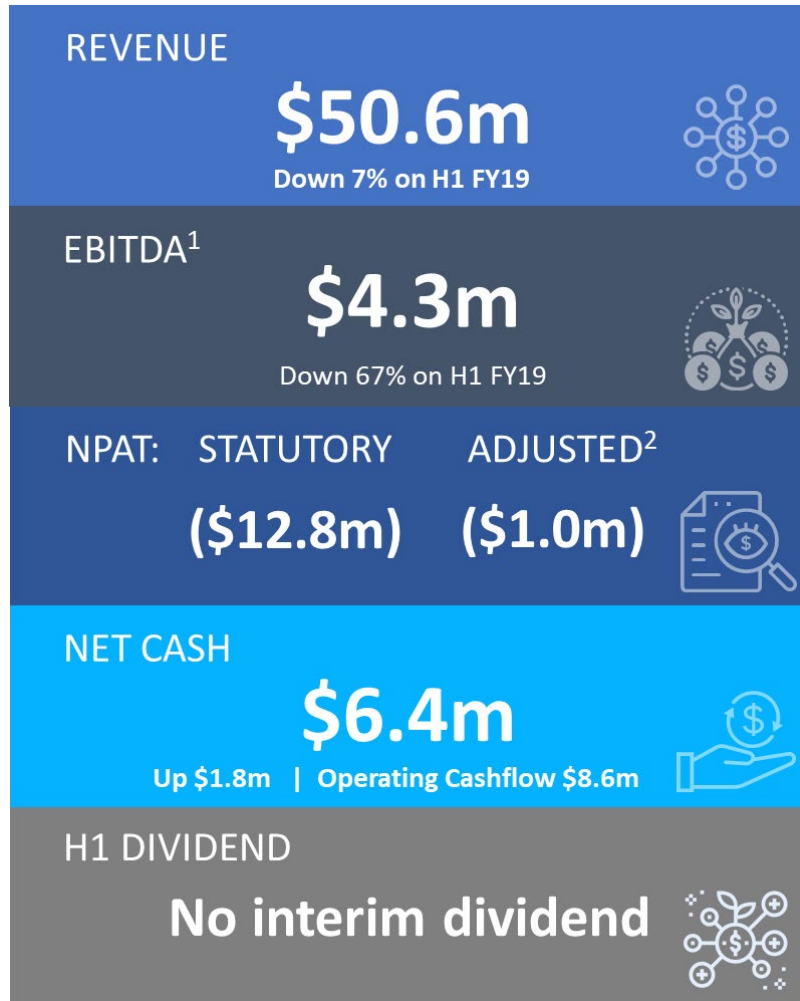 REVENUE
$50.6m
Down 7% on H1 FY19
EBITDA¹
$4.3m
Down 67% on H1 FY19
NPAT: STATUTORY ADJUSTED²
($12.8m) ($1.0m)
NET CASH
$6.4m
Up $1.8m | Operating Cashflow $8.6m
H1 DIVIDEND
No interim dividend